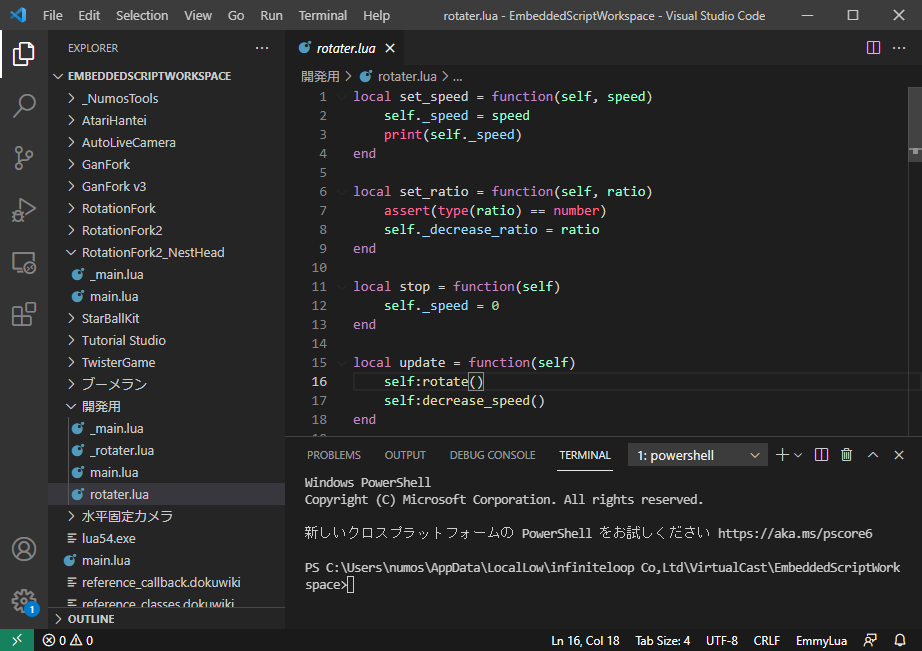 File Edit Selection View Go Run Terminal Help rotater.lua - EmbeddedScriptWorkspace - Visual Studio Code
EXPLORER
EMBEDDEDSCRIPTWORKSPACE
_NumosTools
AtariHantei
AutoLiveCamera
GanFork
GanFork v3
RotationFork
RotationFork2
RotationFork2_NestHead
_main.lua
main.lua
StarBallKit
Tutorial Studio
TwisterGame
ブーメラン
開発用
_main.lua
_rotater.lua
main.lua
rotater.lua
水平固定カメラ
lua54.exe
main.lua
reference_callback.dokuwiki
reference_classes.dokuwiki
OUTLINE
rotater.lua
開発用 > rotater.lua > ...
1 local set_speed = function(self, speed)
2 self._speed = speed
3 print(self._speed)
4 end
5
6 local set_ratio = function(self, ratio)
7 assert(type(ratio) == number)
8 self._decrease_ratio = ratio
9 end
10
11 local stop = function(self)
12 self._speed = 0
13 end
14
15 local update = function(self)
16 self:rotate()
17 self:decrease_speed()
18 end
PROBLEMS OUTPUT DEBUG CONSOLE TERMINAL 1: powershell
Windows PowerShell
Copyright (C) Microsoft Corporation. All rights reserved.
新しいクロスプラットフォームの PowerShell をお試しください https://aka.ms/pscore6
PS C:\Users\numos\AppData\LocalLow\infiniteloop Co,Ltd\VirtualCast\EmbeddedScriptWork
space>
1
0 0 Ln 16, Col 18 Tab Size: 4 UTF-8 CRLF EmmyLua